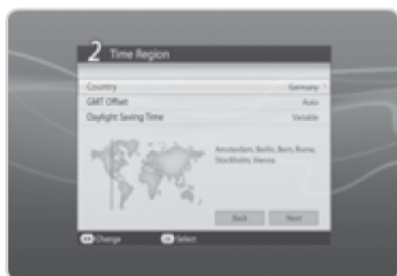 2 Time Region
Country Germany
GMT Offset Auto
Daylight Saving Time Variable
Amsterdam, Berlin, Bern, Rome,
Stockholm, Vienna
Back Next
Change Select